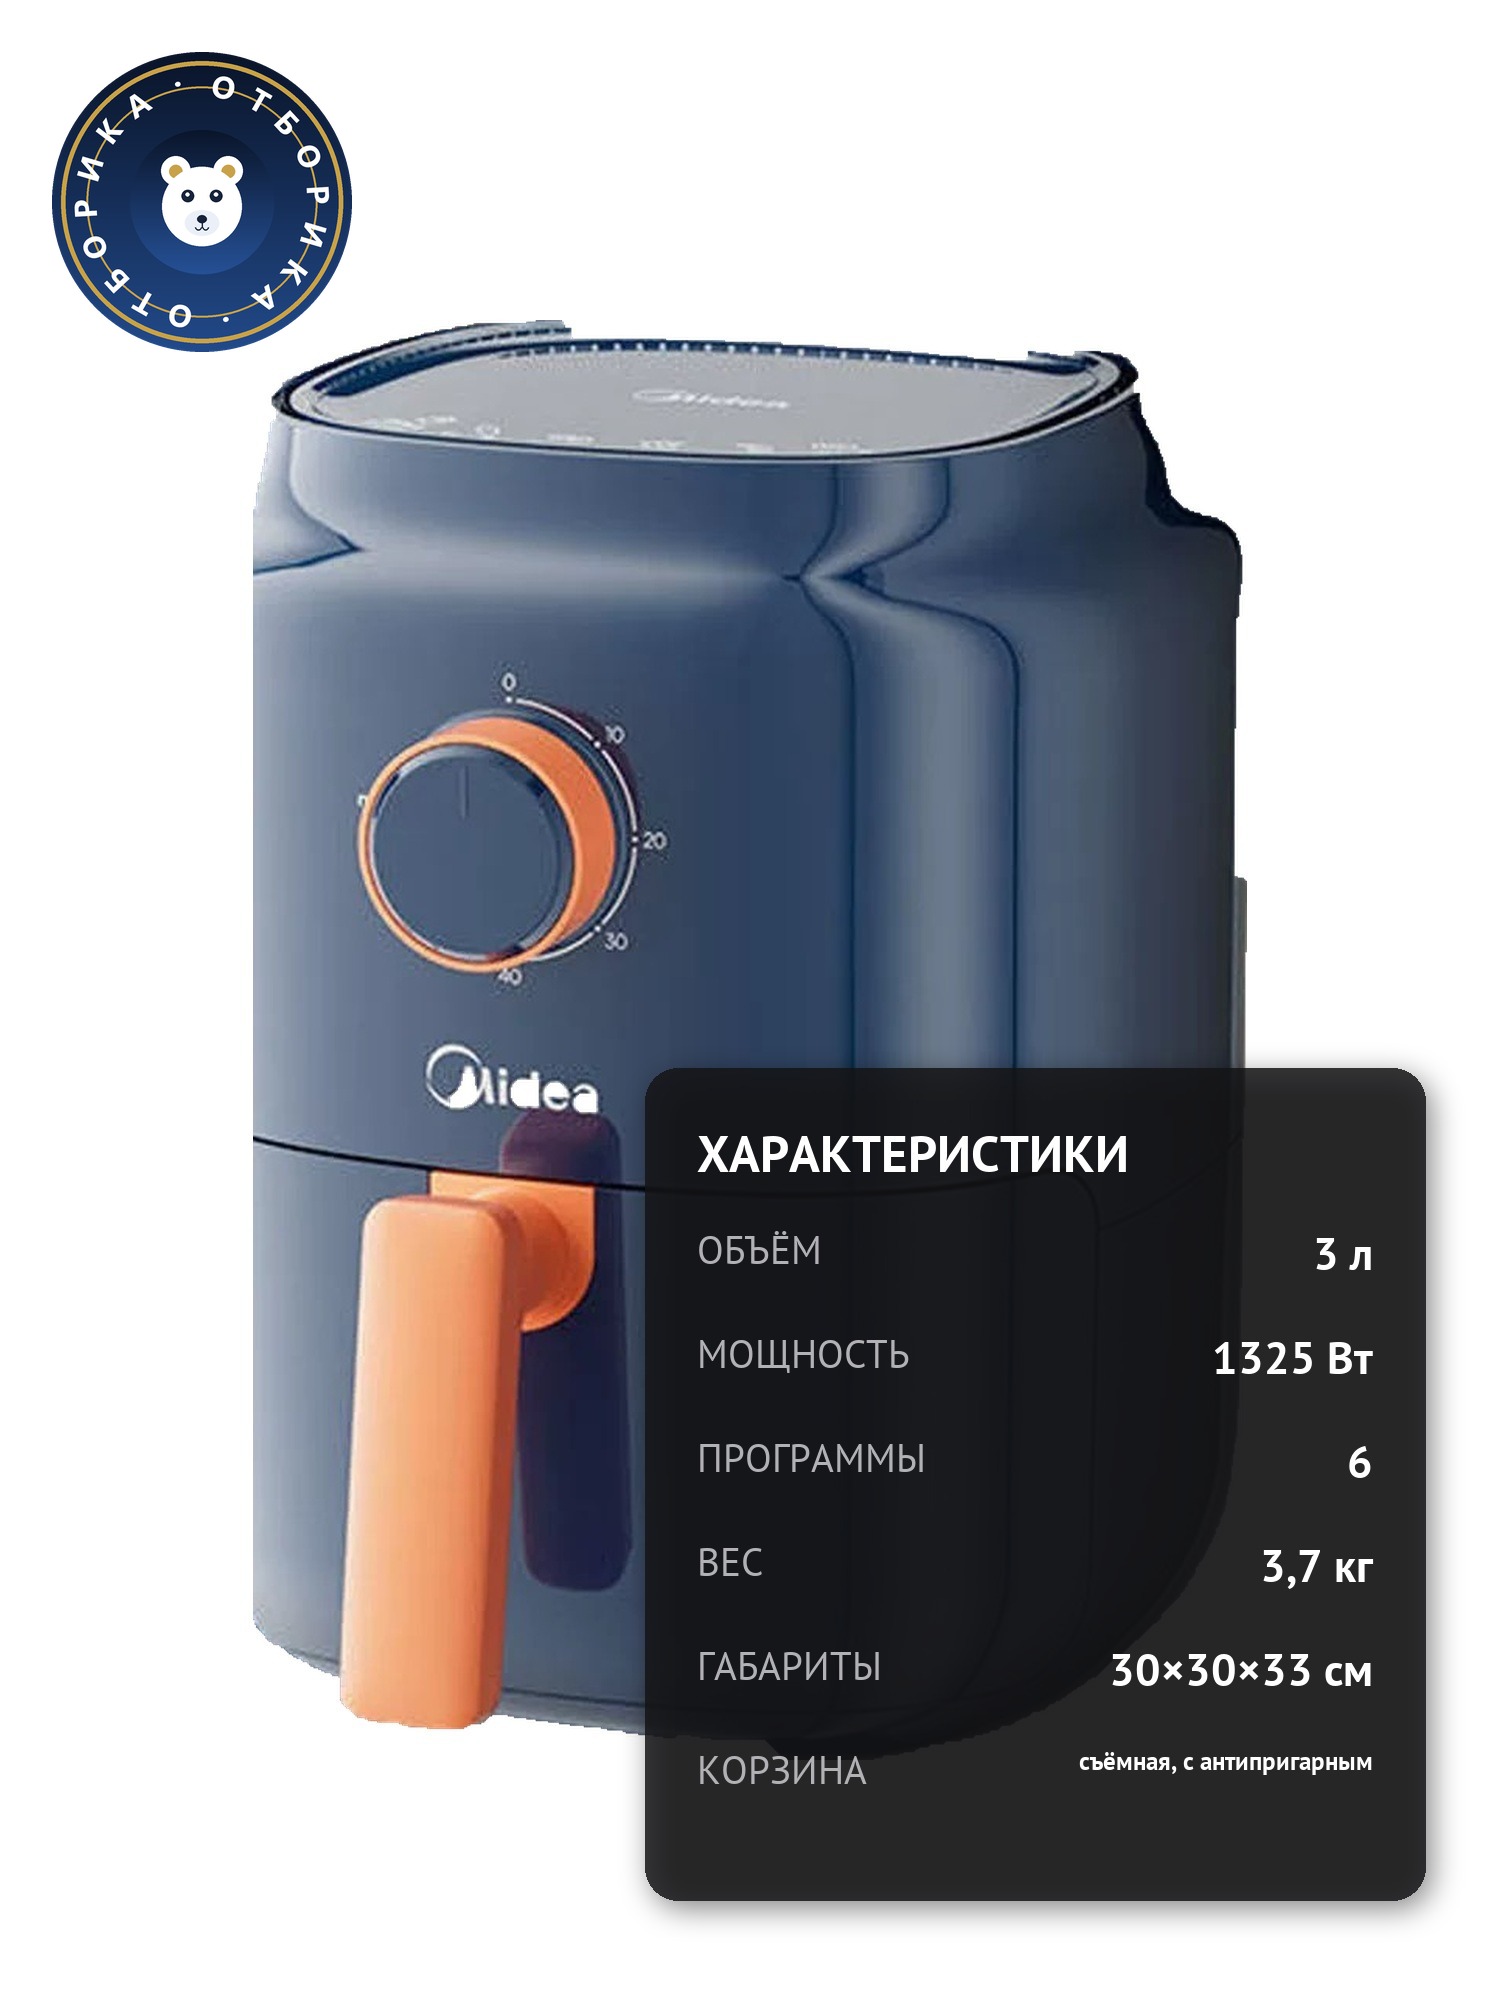 ОТБОРИКА · ОТБОРИКА ·
Midea
0
10
20
30
40
Midea
ХАРАКТЕРИСТИКИ
ОБЪЁМ 3 л
МОЩНОСТЬ 1325 Вт
ПРОГРАММЫ 6
ВЕС 3,7 кг
ГАБАРИТЫ 30×30×33 см
КОРЗИНА съёмная, с антипригарным